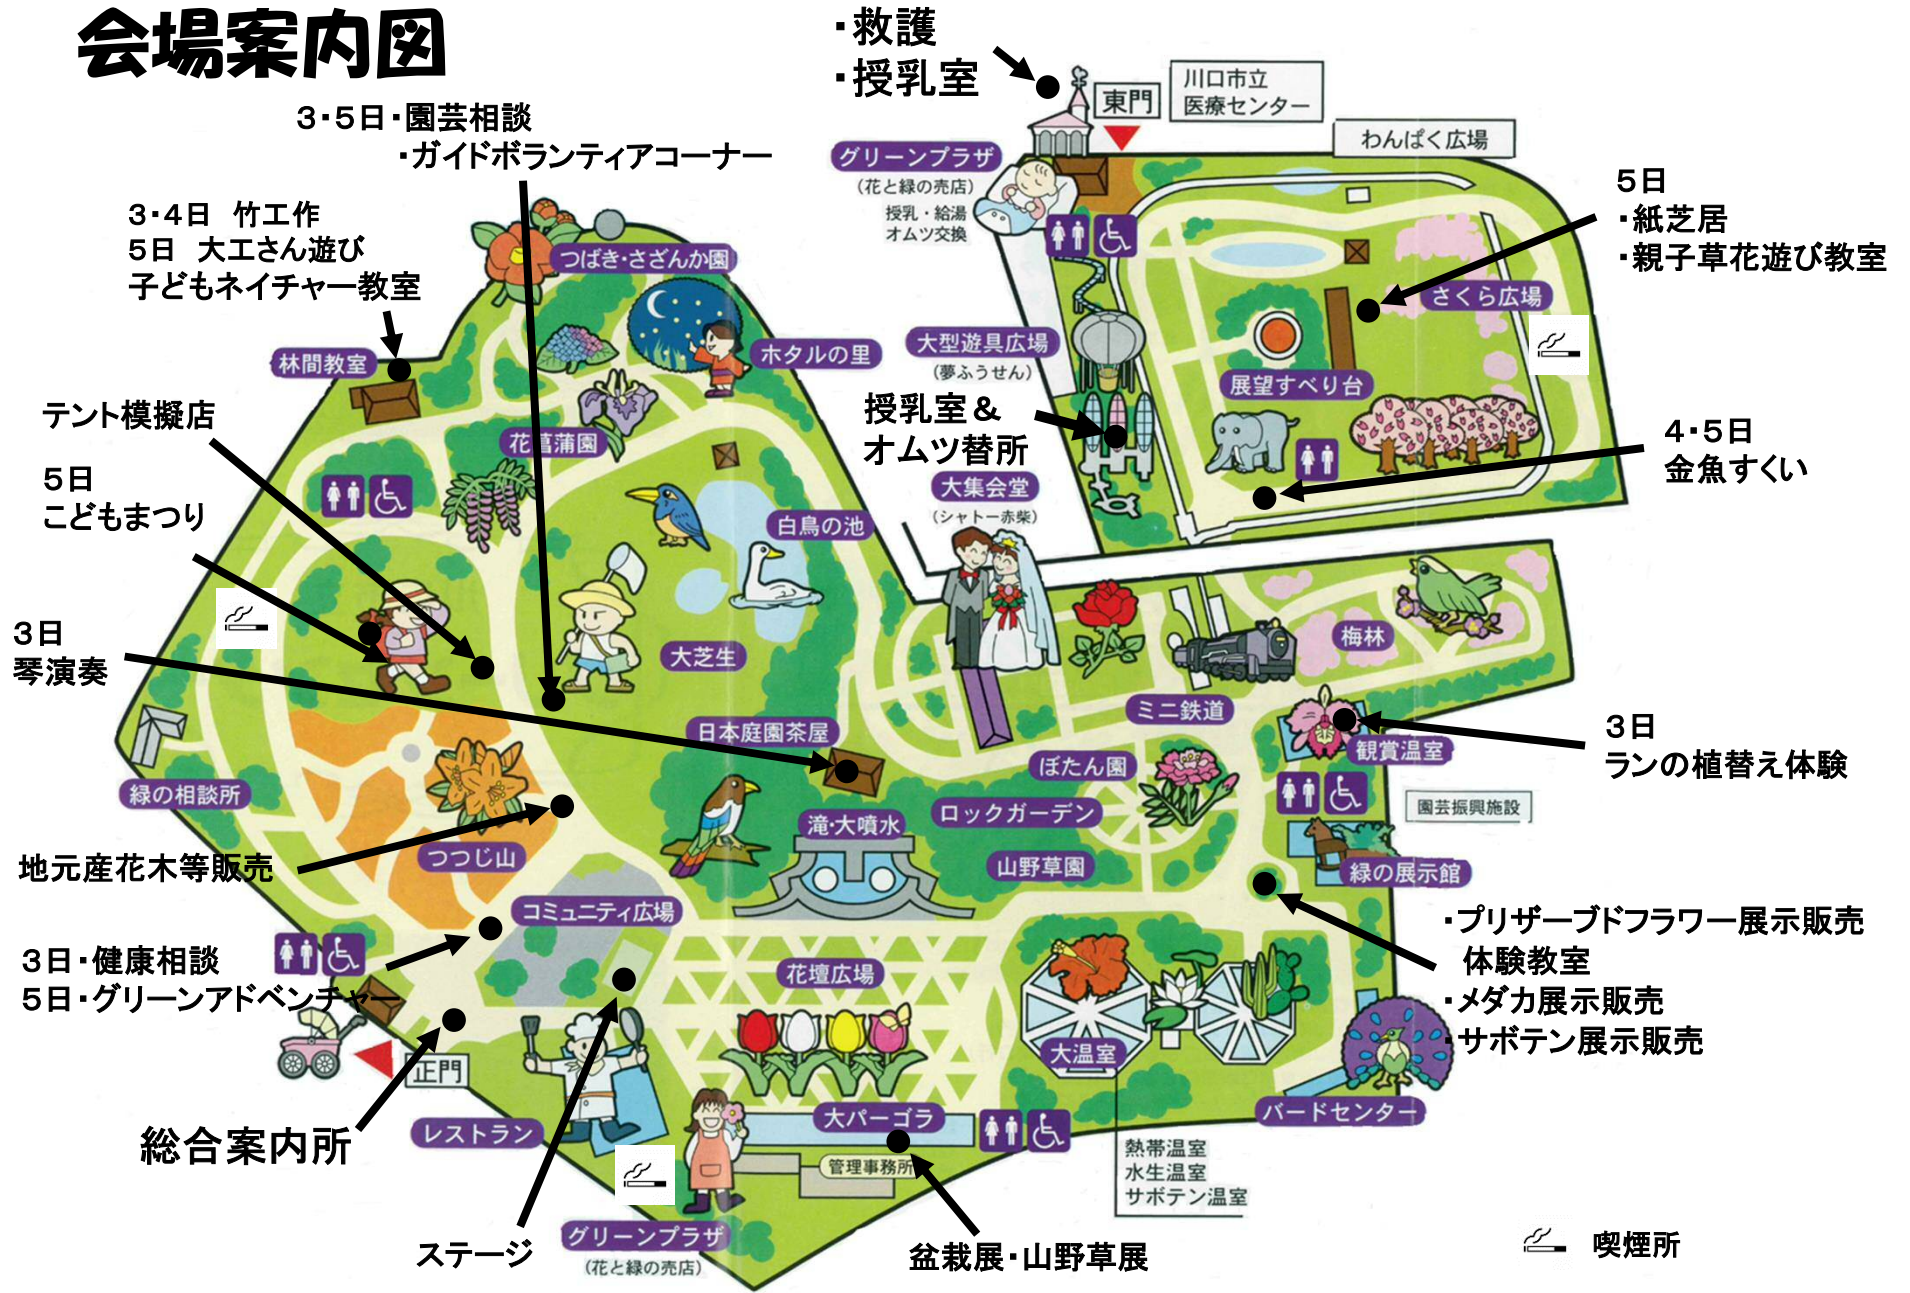 会場案内図
・救護
・授乳室
東門
川口市立
医療センター
わんぱく広場
3・5日・園芸相談
・ガイドボランティアコーナー
グリーンプラザ
(花と緑の売店)
授乳・給湯
オムツ交換
3・4日 竹工作
5日 大工さん遊び
子どもネイチャー教室
5日
・紙芝居
・親子草花遊び教室
つばき・さざんか園
さくら広場
林間教室
ホタルの里
大型遊具広場
(夢ふうせん)
展望すべり台
テント模擬店
授乳室&
オムツ替所
花菖蒲園
4・5日
金魚すくい
5日
こどもまつり
大集会堂
(シャトー赤柴)
白鳥の池
3日
琴演奏
大芝生
梅林
ミニ鉄道
日本庭園茶屋
観賞温室
3日
ランの植替え体験
ぼたん園
緑の相談所
ロックガーデン
園芸振興施設
滝・大噴水
つつじ山
地元産花木等販売
山野草園
緑の展示館
コミュニティ広場
・プリザーブドフラワー展示販売
体験教室
・メダカ展示販売
・サボテン展示販売
3日・健康相談
5日・グリーンアドベンチャー
花壇広場
大温室
正門
総合案内所
レストラン
大パーゴラ
バードセンター
管理事務所
熱帯温室
水生温室
サボテン温室
グリーンプラザ
(花と緑の売店)
ステージ
盆栽展・山野草展
喫煙所